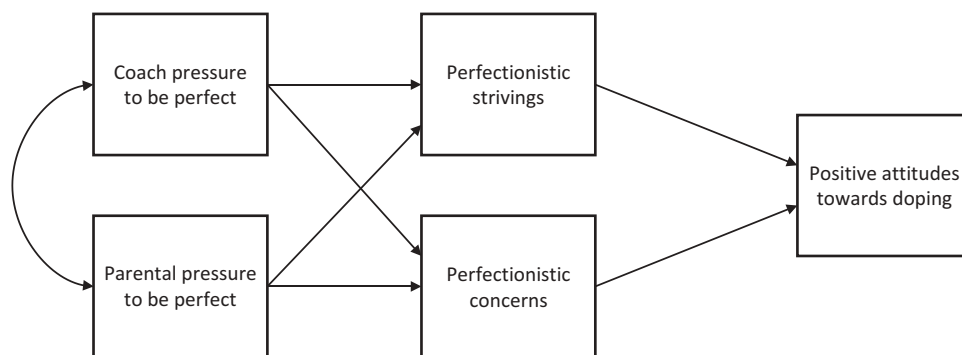 Coach pressure
to be perfect
Perfectionistic
strivings
Positive attitudes
towards doping
Parental pressure
to be perfect
Perfectionistic
concerns